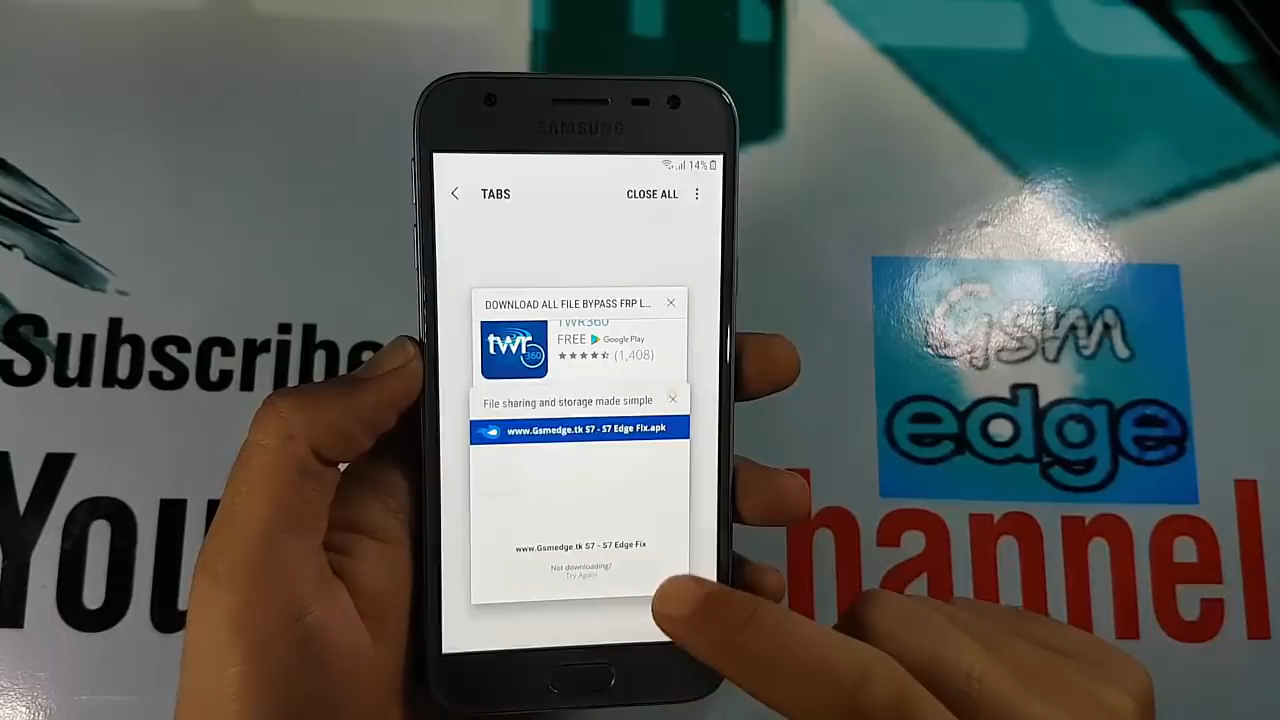 SAMSUNG
14%
TABS
CLOSE ALL
DOWNLOAD ALL FILE BYPASS FRP L...
TWR360
FREE Google Play
twr 360
(1,408)
File sharing and storage made simple
www.Gsmedge.tk S7 - S7 Edge Fix.apk
www.Gsmedge.tk S7 - S7 Edge Fix
Not downloading?
Try Again
Subscribe
You
hannel
Gsm
edge